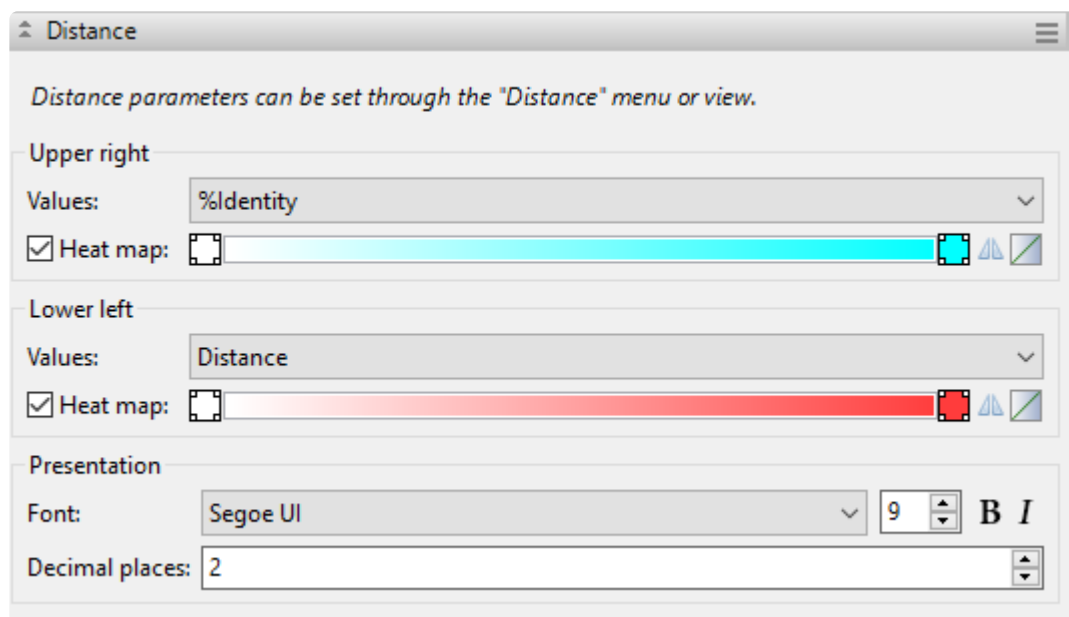 Distance
Distance parameters can be set through the "Distance" menu or view.
Upper right
Values: %Identity
Heat map:
Lower left
Values: Distance
Heat map:
Presentation
Font: Segoe UI 9 B I
Decimal places: 2